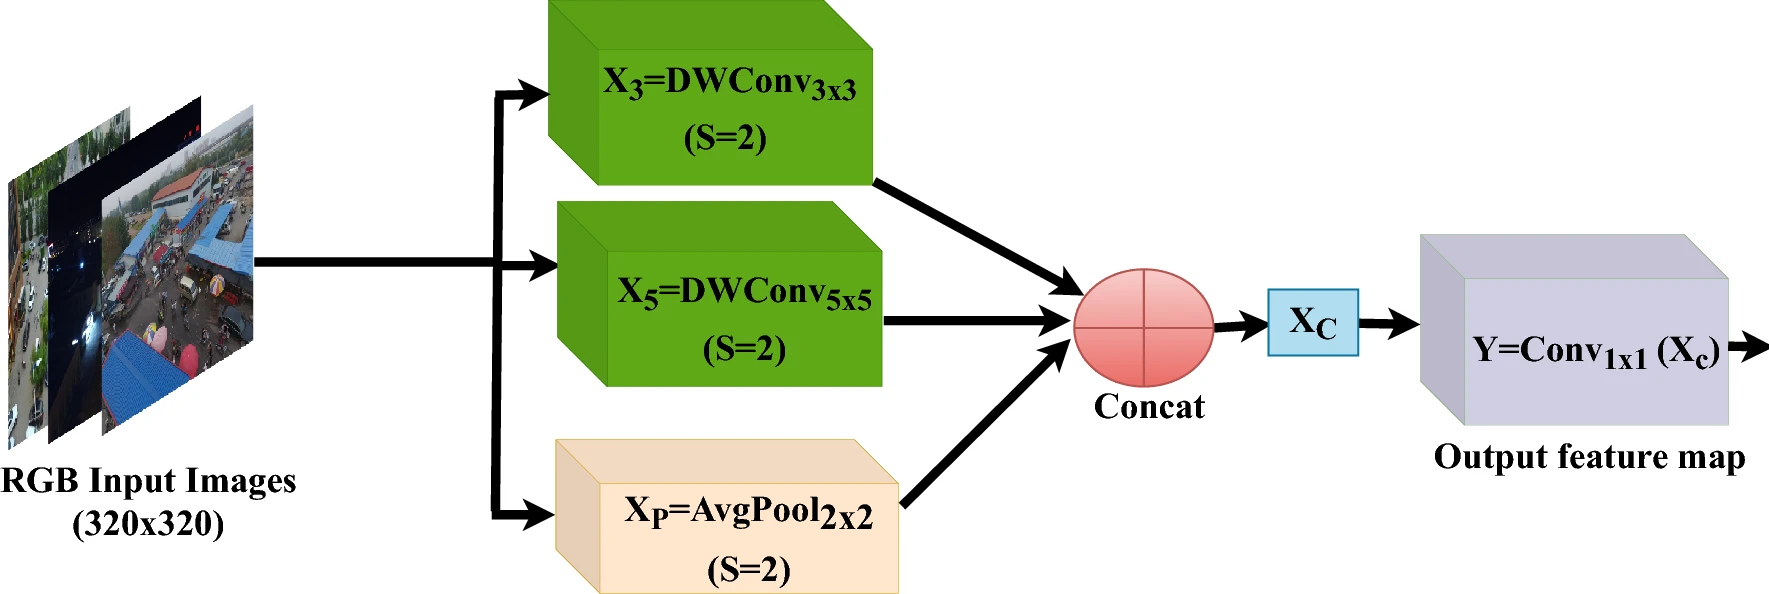 X3=DWConv3x3
(S=2)
X5=DWConv5x5
(S=2)
XP=AvgPool2x2
(S=2)
RGB Input Images
(320x320)
Concat
XC
Y=Conv1x1 (Xc)
Output feature map